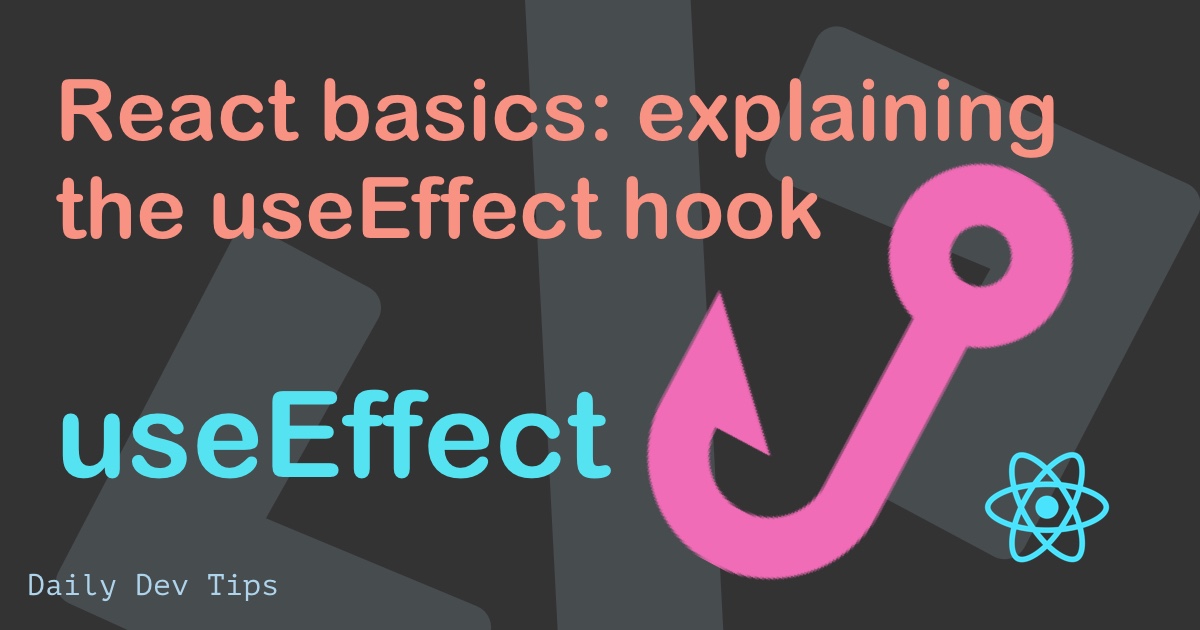 React basics: explaining
the useEffect hook
useEffect
Daily Dev Tips